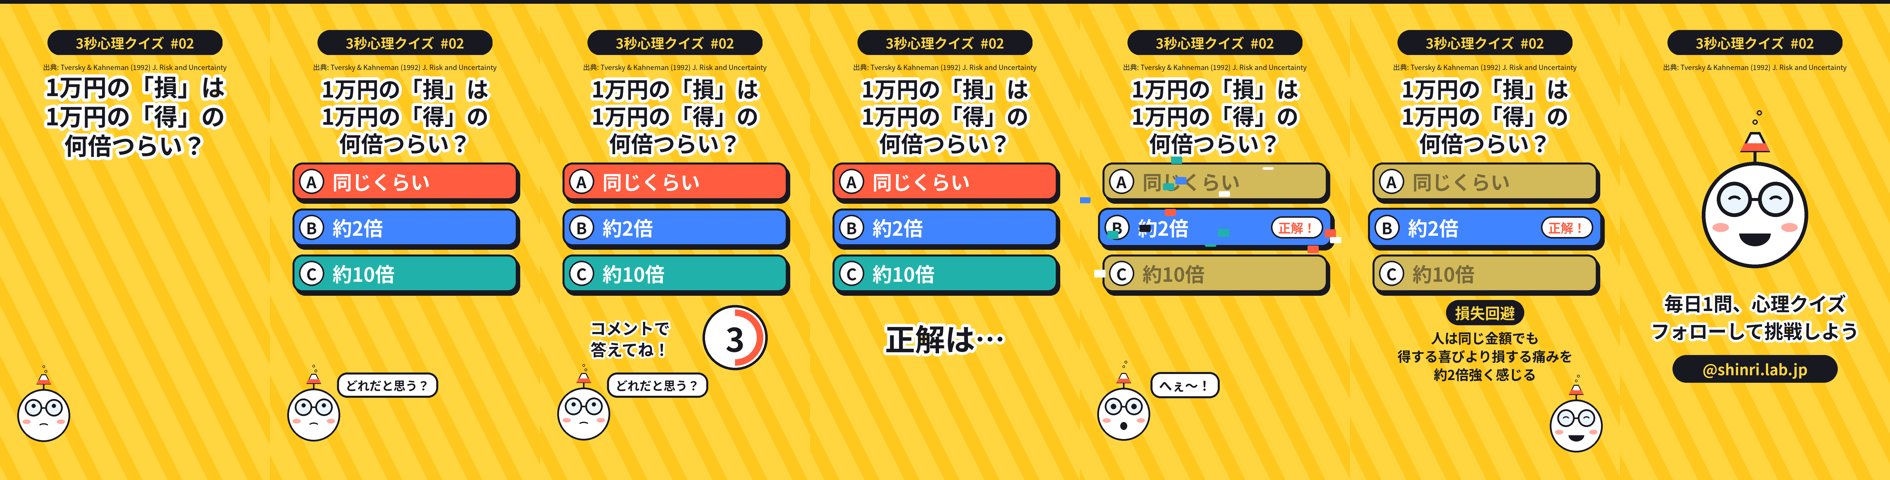 3秒心理クイズ #02
出典: Tversky & Kahneman (1992) J. Risk and Uncertainty
1万円の「損」は
1万円の「得」の
何倍つらい？
3秒心理クイズ #02
出典: Tversky & Kahneman (1992) J. Risk and Uncertainty
1万円の「損」は
1万円の「得」の
何倍つらい？
A 同じくらい
B 約2倍
C 約10倍
どれだと思う？
3秒心理クイズ #02
出典: Tversky & Kahneman (1992) J. Risk and Uncertainty
1万円の「損」は
1万円の「得」の
何倍つらい？
A 同じくらい
B 約2倍
C 約10倍
コメントで
答えてね！
3
どれだと思う？
3秒心理クイズ #02
出典: Tversky & Kahneman (1992) J. Risk and Uncertainty
1万円の「損」は
1万円の「得」の
何倍つらい？
A 同じくらい
B 約2倍
C 約10倍
正解は…
3秒心理クイズ #02
出典: Tversky & Kahneman (1992) J. Risk and Uncertainty
1万円の「損」は
1万円の「得」の
何倍つらい？
A 同じくらい
B 約2倍 正解！
C 約10倍
へぇ〜！
3秒心理クイズ #02
出典: Tversky & Kahneman (1992) J. Risk and Uncertainty
1万円の「損」は
1万円の「得」の
何倍つらい？
A 同じくらい
B 約2倍 正解！
C 約10倍
損失回避
人は同じ金額でも
得する喜びより損する痛みを
約2倍強く感じる
3秒心理クイズ #02
出典: Tversky & Kahneman (1992) J. Risk and Uncertainty
毎日1問、心理クイズ
フォローして挑戦しよう
@shinri.lab.jp